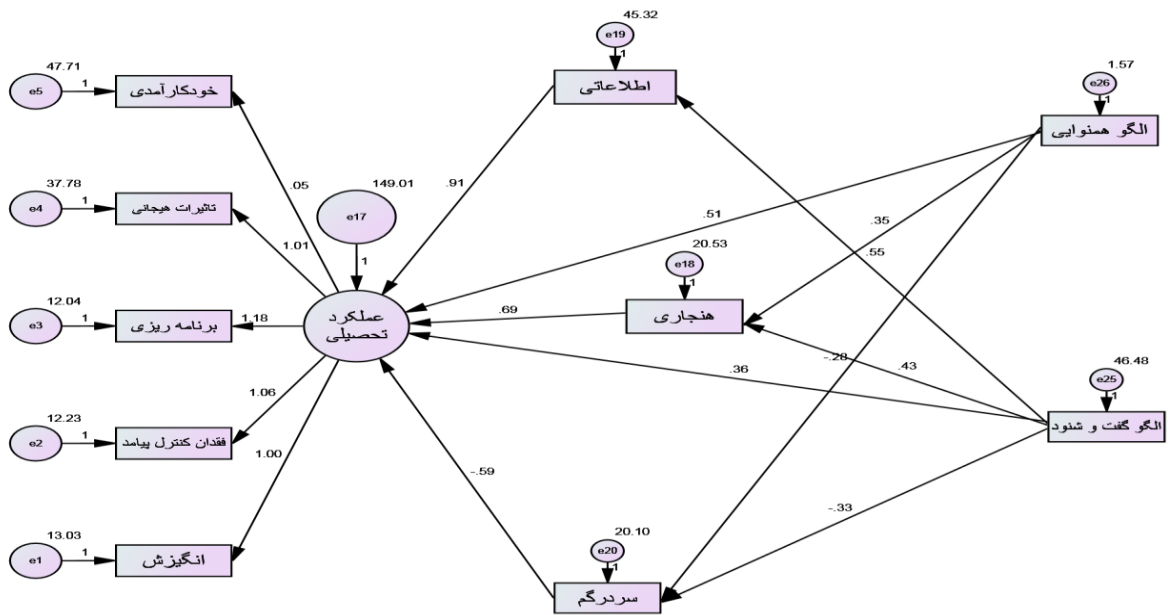 45.32
e19
1
47.71
e5
1
خودکارآمدی
اطلاعاتی
1.57
e26
1
الگو همنوایی
.05
.91
37.78
e4
1
تاثیرات هیجانی
149.01
e17
1
1.01
.51
.35
.55
20.53
e18
1
هنجاری
12.04
e3
1
برنامه ریزی
1.18
عملکرد
تحصیلی
.69
-.28
.43
.36
46.48
e25
1
الگو گفت و شنود
12.23
e2
1
فقدان کنترل پیامد
1.06
1.00
-.59
-.33
13.03
e1
1
انگیزش
20.10
e20
1
سردرگم